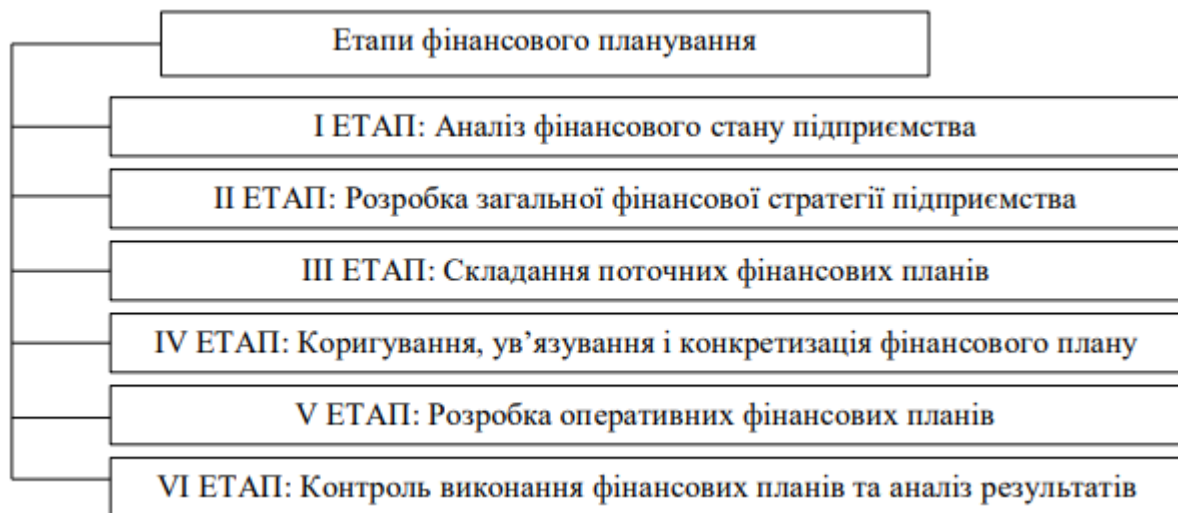 Етапи фінансового планування
І ЕТАП: Аналіз фінансового стану підприємства
ІІ ЕТАП: Розробка загальної фінансової стратегії підприємства
ІІІ ЕТАП: Складання поточних фінансових планів
IV ЕТАП: Коригування, ув’язування і конкретизація фінансового плану
V ЕТАП: Розробка оперативних фінансових планів
VI ЕТАП: Контроль виконання фінансових планів та аналіз результатів